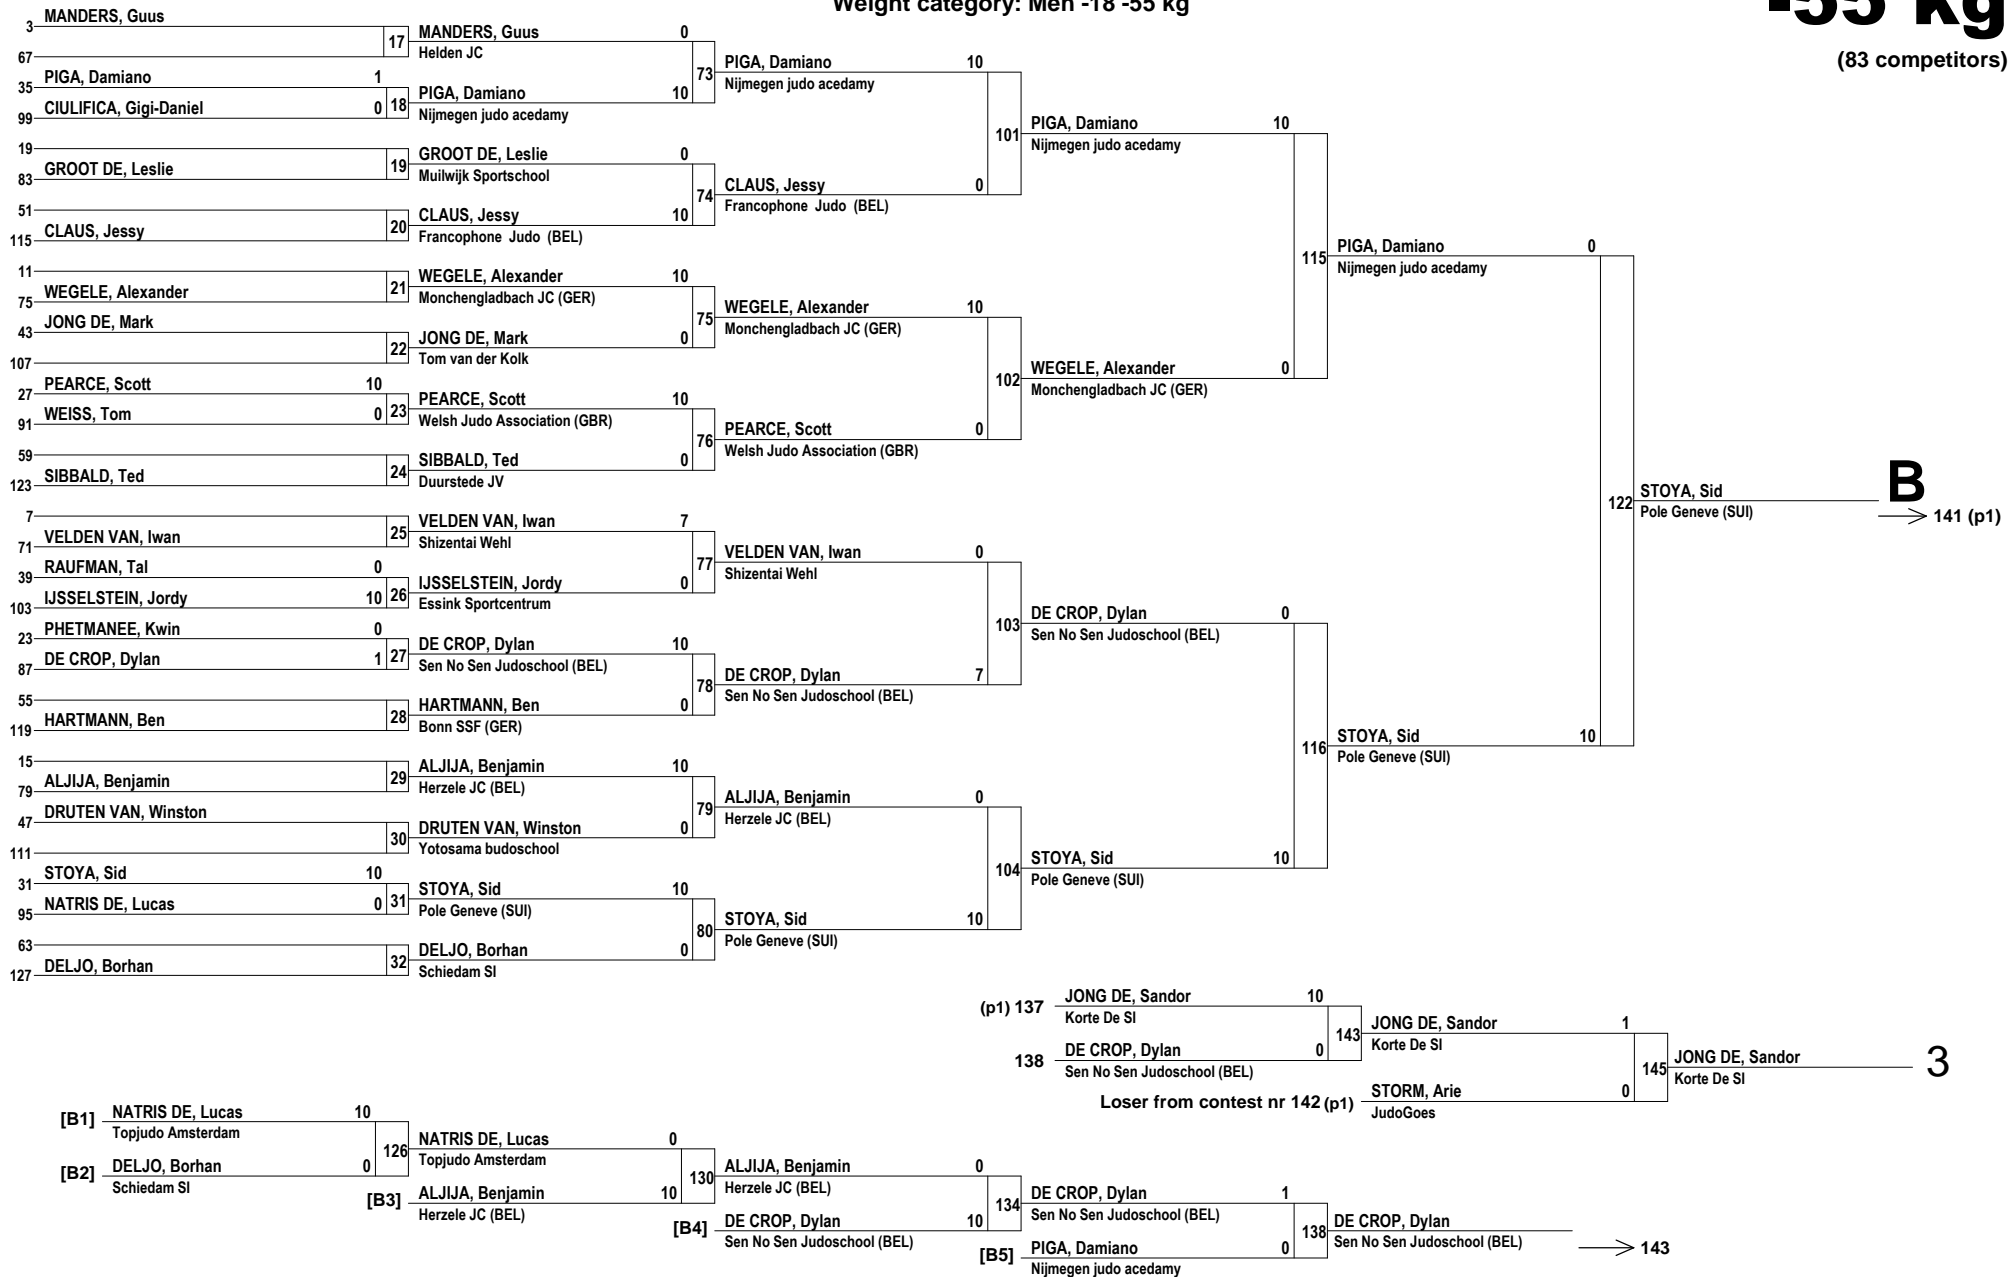 Weight category: Men -18 -55 kg
-55 kg
(83 competitors)
3 MANDERS, Guus
67
17
35 PIGA, Damiano 1
99 CIULIFICA, Gigi-Daniel 0
18
19
83 GROOT DE, Leslie
19
51
115 CLAUS, Jessy
20
11
75 WEGELE, Alexander
21
43 JONG DE, Mark
107
22
27 PEARCE, Scott 10
91 WEISS, Tom 0
23
59
123 SIBBALD, Ted
24
7
71 VELDEN VAN, Iwan
25
39 RAUFMAN, Tal 0
103 IJSSELSTEIN, Jordy 10
26
23 PHETMANEE, Kwin 0
87 DE CROP, Dylan 1
27
55
119 HARTMANN, Ben
28
15
79 ALJIJA, Benjamin
29
47 DRUTEN VAN, Winston
111
30
31 STOYA, Sid 10
95 NATRIS DE, Lucas 0
31
63
127 DELJO, Borhan
32
MANDERS, Guus 0
Helden JC
73
PIGA, Damiano 10
Nijmegen judo acedamy
GROOT DE, Leslie 0
Muilwijk Sportschool
74
CLAUS, Jessy 10
Francophone Judo (BEL)
WEGELE, Alexander 10
Monchengladbach JC (GER)
75
JONG DE, Mark 0
Tom van der Kolk
PEARCE, Scott 10
Welsh Judo Association (GBR)
76
SIBBALD, Ted 0
Duurstede JV
VELDEN VAN, Iwan 7
Shizentai Wehl
77
IJSSELSTEIN, Jordy 0
Essink Sportcentrum
DE CROP, Dylan 10
Sen No Sen Judoschool (BEL)
78
HARTMANN, Ben 0
Bonn SSF (GER)
ALJIJA, Benjamin 10
Herzele JC (BEL)
79
DRUTEN VAN, Winston 0
Yotosama budoschool
STOYA, Sid 10
Pole Geneve (SUI)
80
DELJO, Borhan 0
Schiedam SI
PIGA, Damiano 10
Nijmegen judo acedamy
101
CLAUS, Jessy 0
Francophone Judo (BEL)
WEGELE, Alexander 10
Monchengladbach JC (GER)
102
PEARCE, Scott 0
Welsh Judo Association (GBR)
VELDEN VAN, Iwan 0
Shizentai Wehl
103
DE CROP, Dylan 7
Sen No Sen Judoschool (BEL)
ALJIJA, Benjamin 0
Herzele JC (BEL)
104
STOYA, Sid 10
Pole Geneve (SUI)
PIGA, Damiano 10
Nijmegen judo acedamy
115
WEGELE, Alexander 0
Monchengladbach JC (GER)
DE CROP, Dylan 0
Sen No Sen Judoschool (BEL)
116
STOYA, Sid 10
Pole Geneve (SUI)
PIGA, Damiano 0
Nijmegen judo acedamy
122
STOYA, Sid 10
Pole Geneve (SUI)
STOYA, Sid
Pole Geneve (SUI)
B
141 (p1)
(p1) 137 JONG DE, Sandor 10
Korte De SI
143
138 DE CROP, Dylan 0
Sen No Sen Judoschool (BEL)
JONG DE, Sandor 1
Korte De SI
145
Loser from contest nr 142 (p1) STORM, Arie 0
JudoGoes
JONG DE, Sandor
Korte De SI
3
[B1] NATRIS DE, Lucas 10
Topjudo Amsterdam
126
[B2] DELJO, Borhan 0
Schiedam SI
NATRIS DE, Lucas 0
Topjudo Amsterdam
130
[B3] ALJIJA, Benjamin 10
Herzele JC (BEL)
ALJIJA, Benjamin 0
Herzele JC (BEL)
134
[B4] DE CROP, Dylan 10
Sen No Sen Judoschool (BEL)
DE CROP, Dylan 1
Sen No Sen Judoschool (BEL)
138
[B5] PIGA, Damiano 0
Nijmegen judo acedamy
DE CROP, Dylan
Sen No Sen Judoschool (BEL)
143